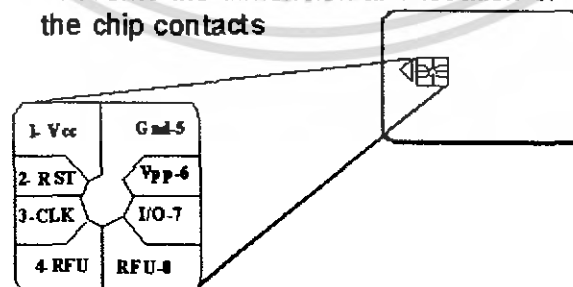 the chip contacts
1- Vcc Gnd-5
2- RST Vpp-6
3-CLK I/O-7
4-RFU RFU-8